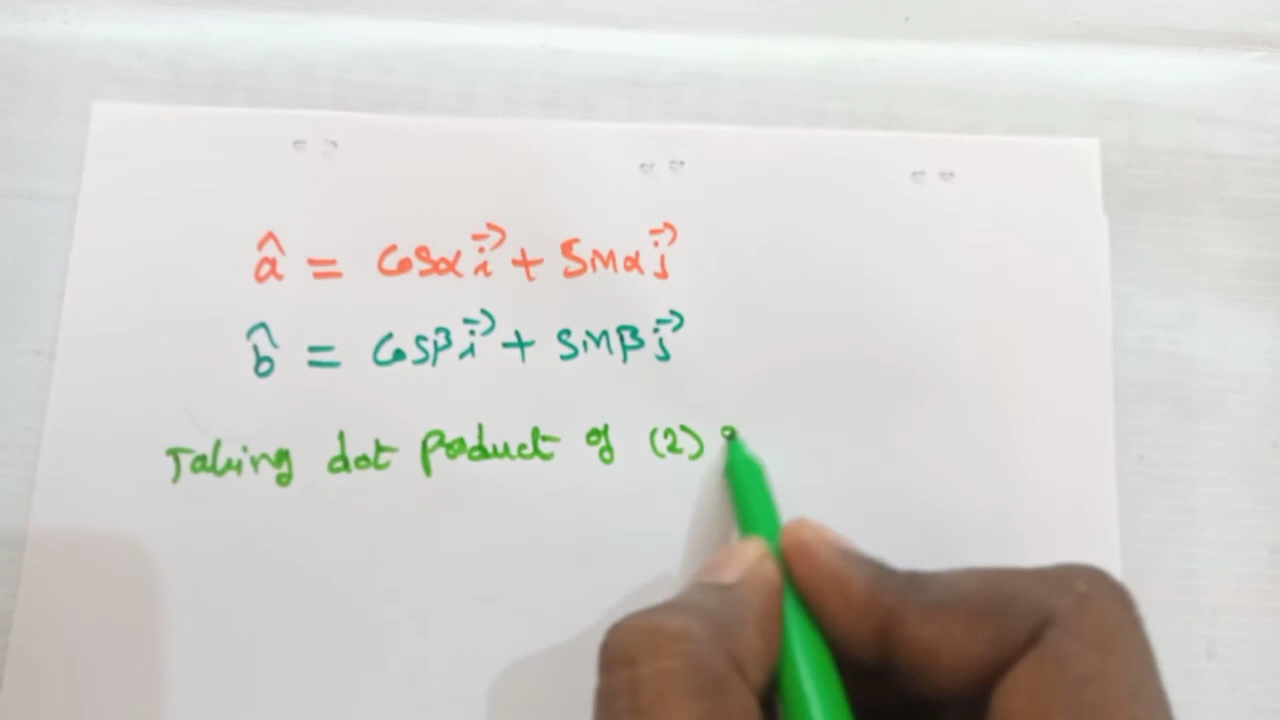 â = cosα i⃗ + sinα j⃗
b̂ = cosβ i⃗ + sinβ j⃗
Taking dot product of (2)